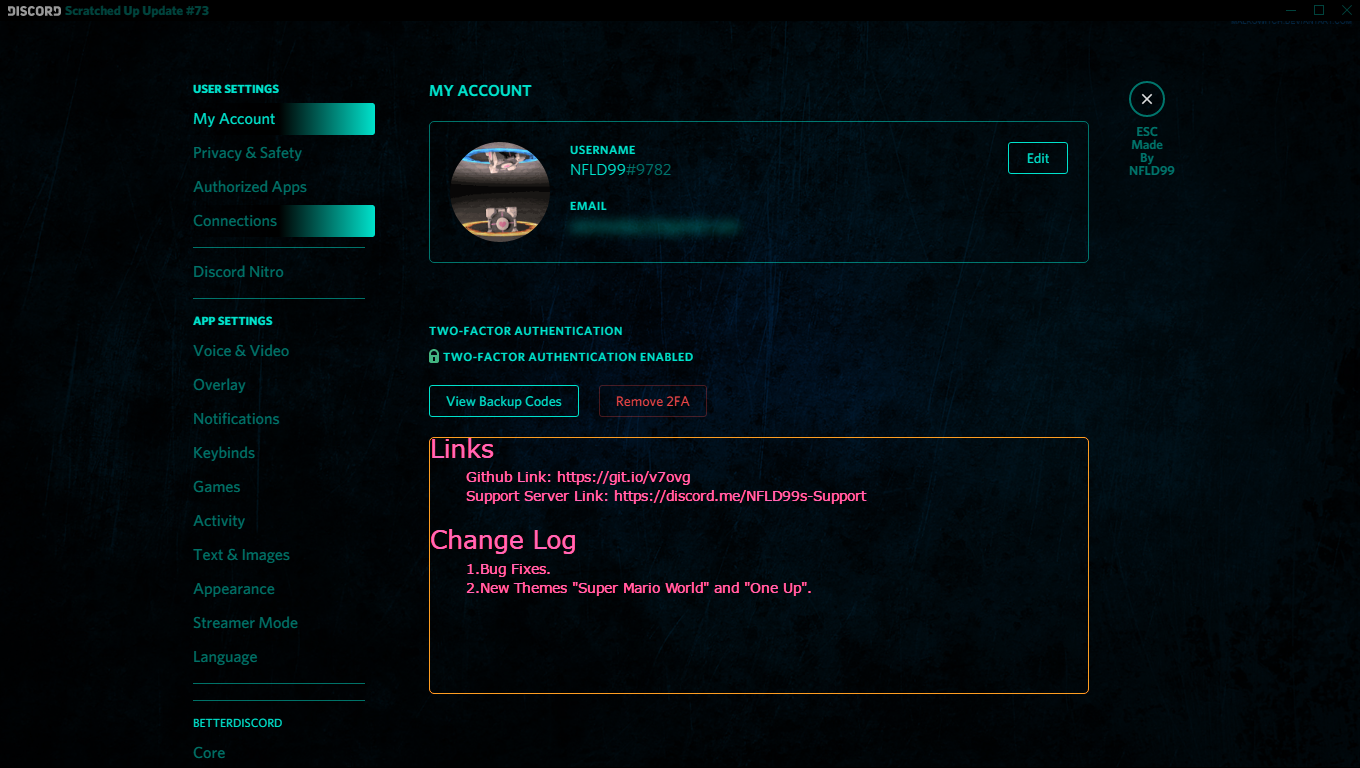 DISCORD Scratched Up Update #73
USER SETTINGS
My Account
Privacy & Safety
Authorized Apps
Connections
Discord Nitro
APP SETTINGS
Voice & Video
Overlay
Notifications
Keybinds
Games
Activity
Text & Images
Appearance
Streamer Mode
Language
BETTERDISCORD
Core
MY ACCOUNT
USERNAME
NFLD99#9782
EMAIL
Edit
TWO-FACTOR AUTHENTICATION
TWO-FACTOR AUTHENTICATION ENABLED
View Backup Codes
Remove 2FA
Links
Github Link: https://git.io/v7ovg
Support Server Link: https://discord.me/NFLD99s-Support
Change Log
1.Bug Fixes.
2.New Themes "Super Mario World" and "One Up".
ESC
Made
By
NFLD99